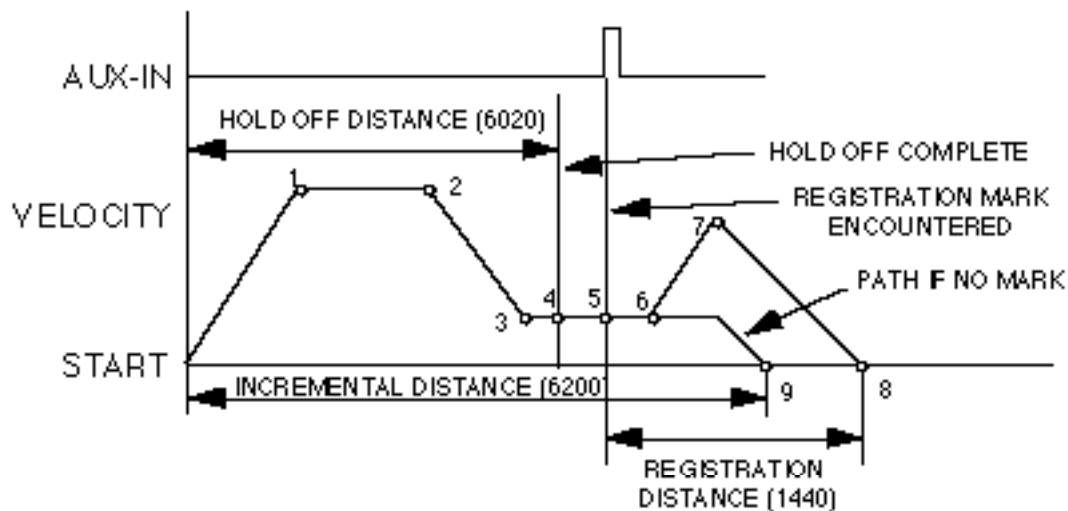 AUX-IN
HOLD OFF DISTANCE (6020)
HOLD OFF COMPLETE
1
2
VELOCITY
REGISTRATION MARK
ENCOUNTERED
7
PATH IF NO MARK
3
4
5
6
START
INCREMENTAL DISTANCE (6200)
9
8
REGISTRATION
DISTANCE (1440)